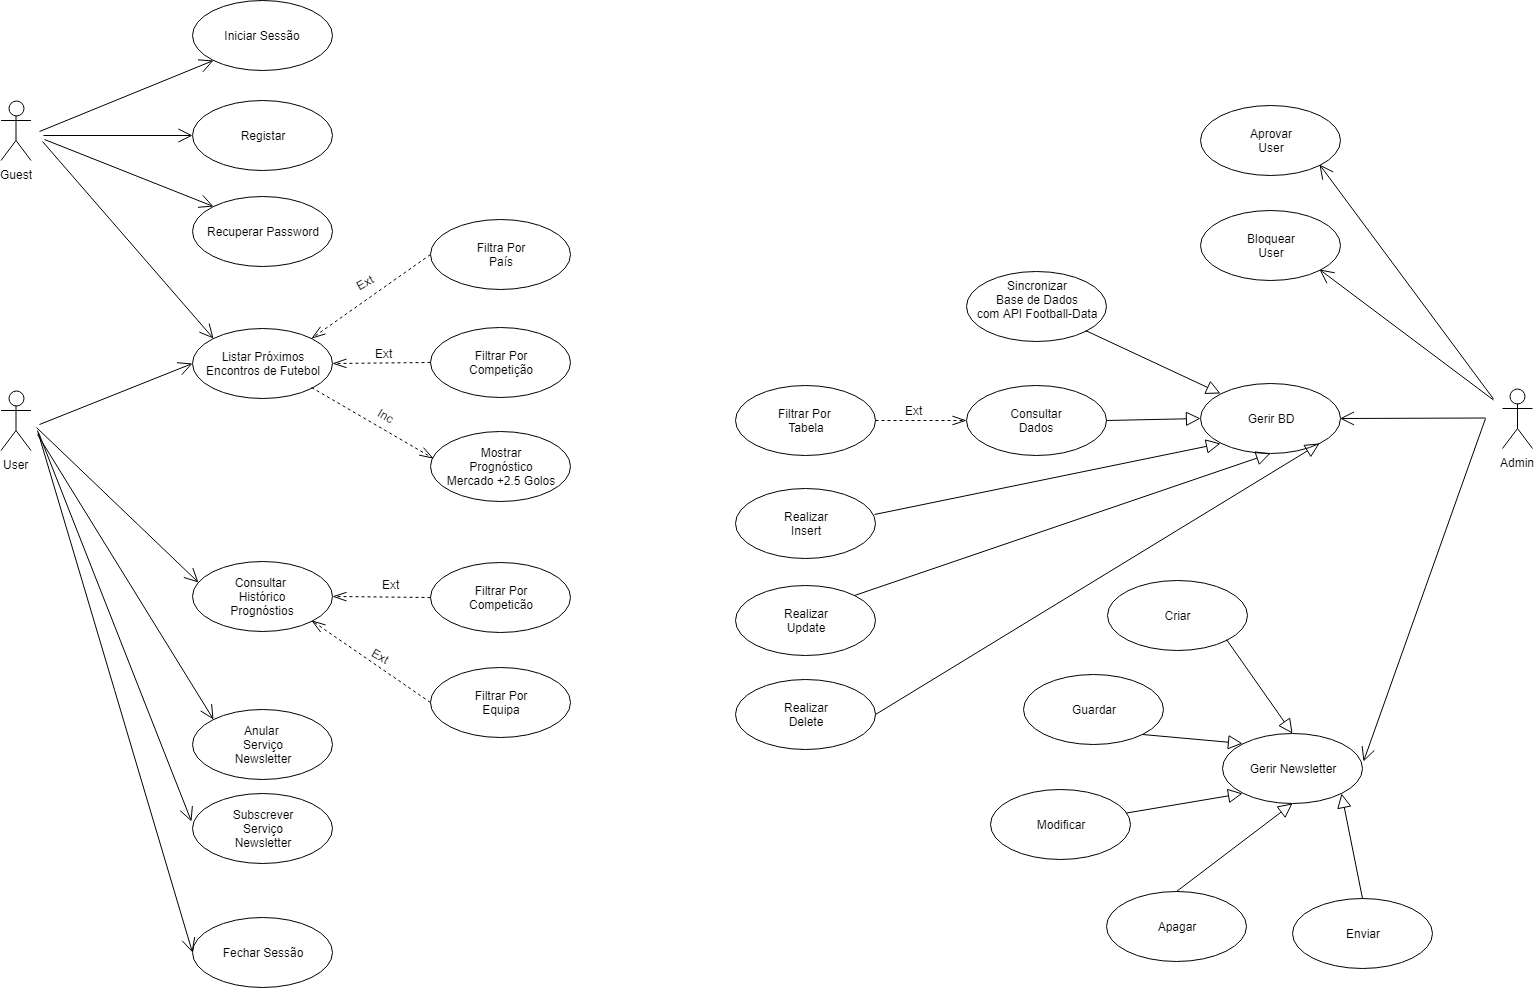 Iniciar Sessão
Registar
Guest
Recuperar Password
Filtra Por
País
Ext
Listar Próximos
Encontros de Futebol
Ext
Filtrar Por
Competição
Inc
Mostrar
Prognóstico
Mercado +2.5 Golos
User
Consultar
Histórico
Prognóstios
Ext
Filtrar Por
Competicão
Ext
Filtrar Por
Equipa
Anular
Serviço
Newsletter
Subscrever
Serviço
Newsletter
Fechar Sessão
Aprovar
User
Bloquear
User
Sincronizar
Base de Dados
com API Football-Data
Filtrar Por
Tabela
Ext
Consultar
Dados
Gerir BD
Admin
Realizar
Insert
Realizar
Update
Realizar
Delete
Criar
Guardar
Gerir Newsletter
Modificar
Apagar
Enviar